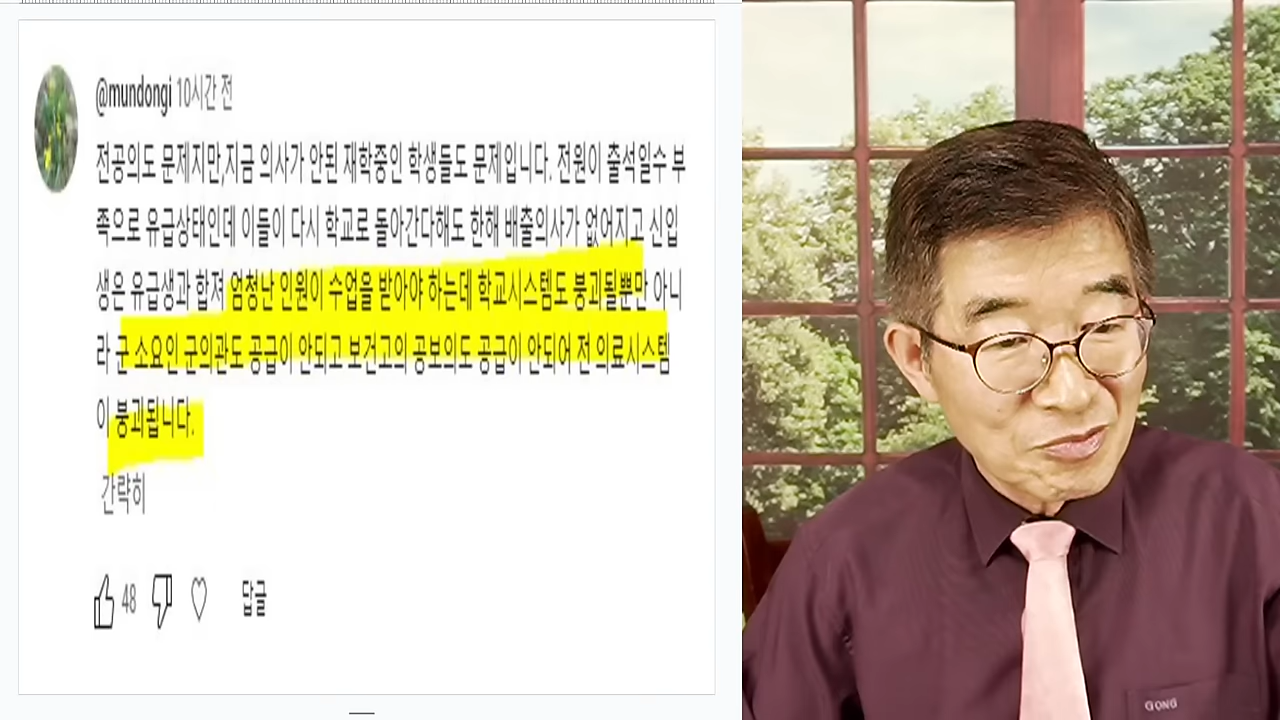 @mundongi 10시간 전
전공의도 문제지만,지금 의사가 안된 재학중인 학생들도 문제입니다. 전원이 출석일수 부
족으로 유급상태인데 이들이 다시 학교로 돌아간다해도 한해 배출의사가 없어지고 신입
생은 유급생과 합져 엄청난 인원이 수업을 받아야 하는데 학교시스템도 붕괴될뿐만 아니
라 군 소요인 군의관도 공급이 안되고 보건고의 공보의도 공급이 안되어 전 의료시스템
이 붕괴됩니다.
간략히
48 답글
GONG